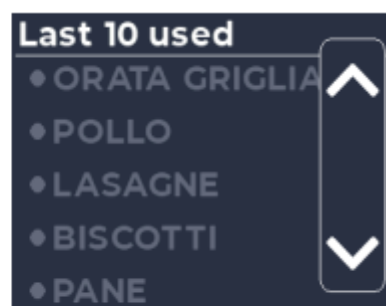 Last 10 used
• ORATA GRIGLIA
• POLLO
• LASAGNE
• BISCOTTI
• PANE